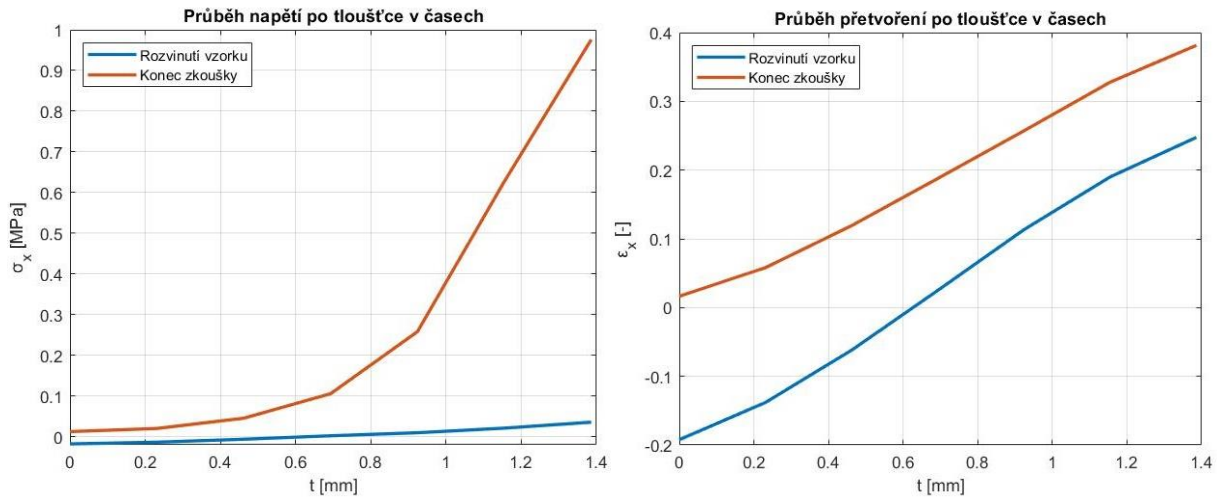 Průběh napětí po tloušťce v časech
Rozvinutí vzorku
Konec zkoušky
1
0.9
0.8
0.7
0.6
0.5
0.4
0.3
0.2
0.1
0
σx [MPa]
0 0.2 0.4 0.6 0.8 1 1.2 1.4
t [mm]
Průběh přetvoření po tloušťce v časech
Rozvinutí vzorku
Konec zkoušky
0.4
0.3
0.2
0.1
0
-0.1
-0.2
εx [-]
0 0.2 0.4 0.6 0.8 1 1.2 1.4
t [mm]